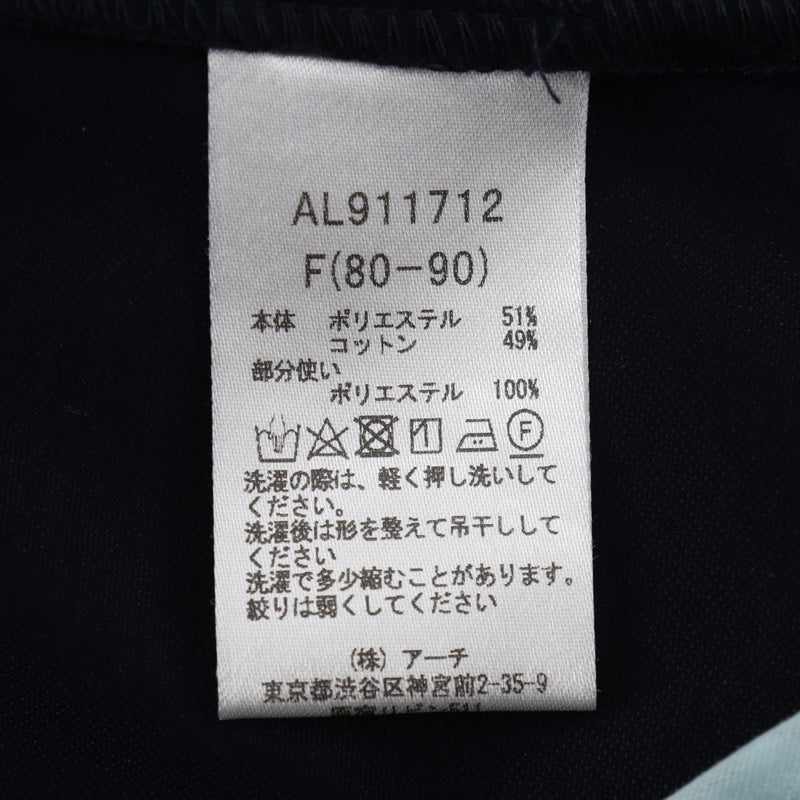 AL911712
F(80-90)
本体 ポリエステル 51%
コットン 49%
部分使い
ポリエステル 100%
F
洗濯の際は、軽く押し洗いして
ください。
洗濯後は形を整えて吊干しして
ください
洗濯で多少縮むことがあります。
絞りは弱くしてください
(株) アーチ
東京都渋谷区神宮前2-35-9